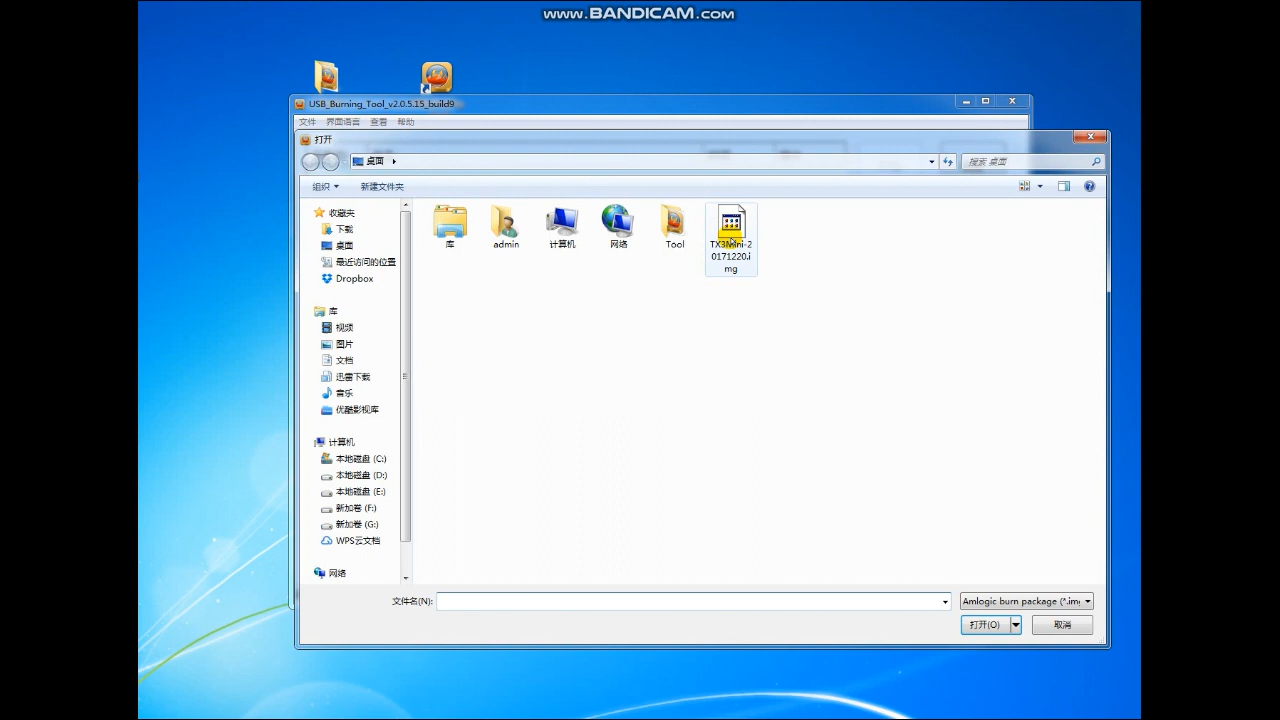 www.BANDICAM.com
USB_Burning_Tool_v2.0.5.15_build9
文件 界面语言 查看 帮助
打开
桌面
搜索 桌面
组织 新建文件夹
收藏夹
下载
桌面
最近访问的位置
Dropbox
库
视频
图片
文档
迅雷下载
音乐
优酷影视库
计算机
本地磁盘 (C:)
本地磁盘 (D:)
本地磁盘 (E:)
新加卷 (F:)
新加卷 (G:)
WPS云文档
网络
库 admin 计算机 网络 Tool
TX3Mini-2
0171220.i
mg
文件名(N):
Amlogic burn package (*.img
打开(O) 取消